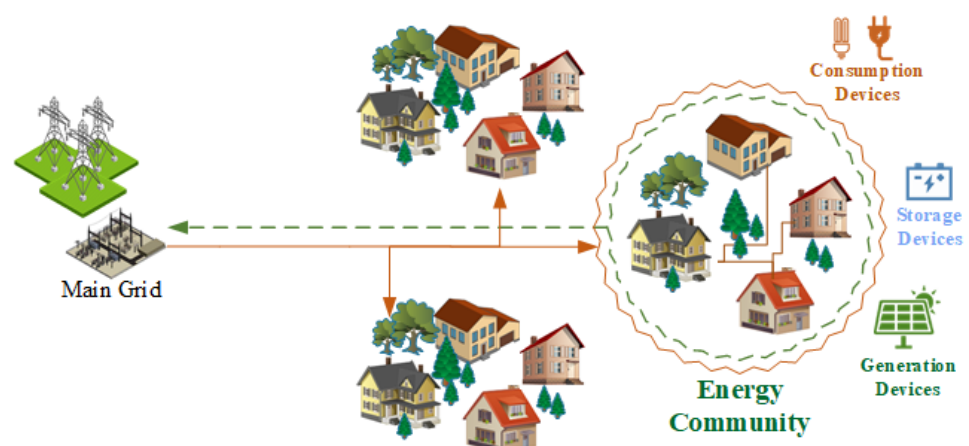 Consumption
Devices
Storage
Devices
Main Grid
Generation
Devices
Energy
Community